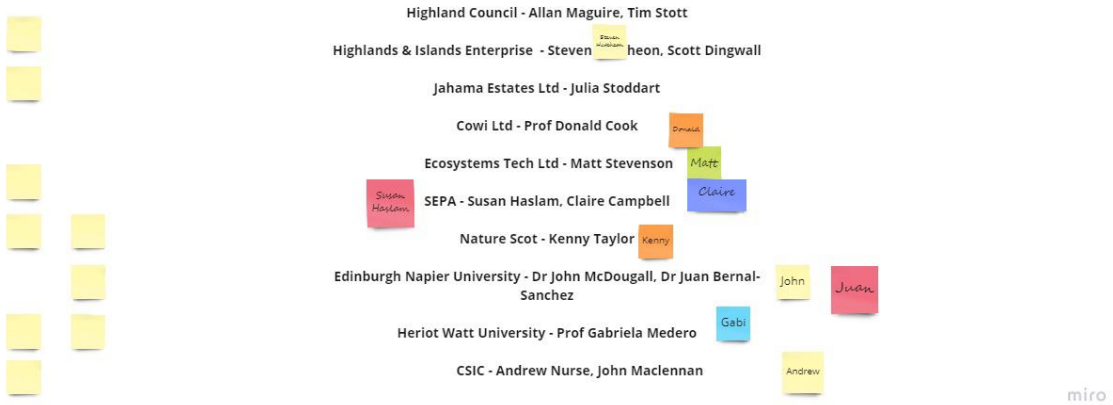 Highland Council - Allan Maguire, Tim Stott
Steven
Highlands & Islands Enterprise - Steven heon, Scott Dingwall
Jahama Estates Ltd - Julia Stoddart
Cowi Ltd - Prof Donald Cook
Donald
Ecosystems Tech Ltd - Matt Stevenson
Matt
Susan
Haslam
SEPA - Susan Haslam, Claire Campbell
Claire
Nature Scot - Kenny Taylor
Kenny
Edinburgh Napier University - Dr John McDougall, Dr Juan Bernal-
Sanchez
John
Juan
Heriot Watt University - Prof Gabriela Medero
Gabi
CSIC - Andrew Nurse, John Maclennan
Andrew
miro